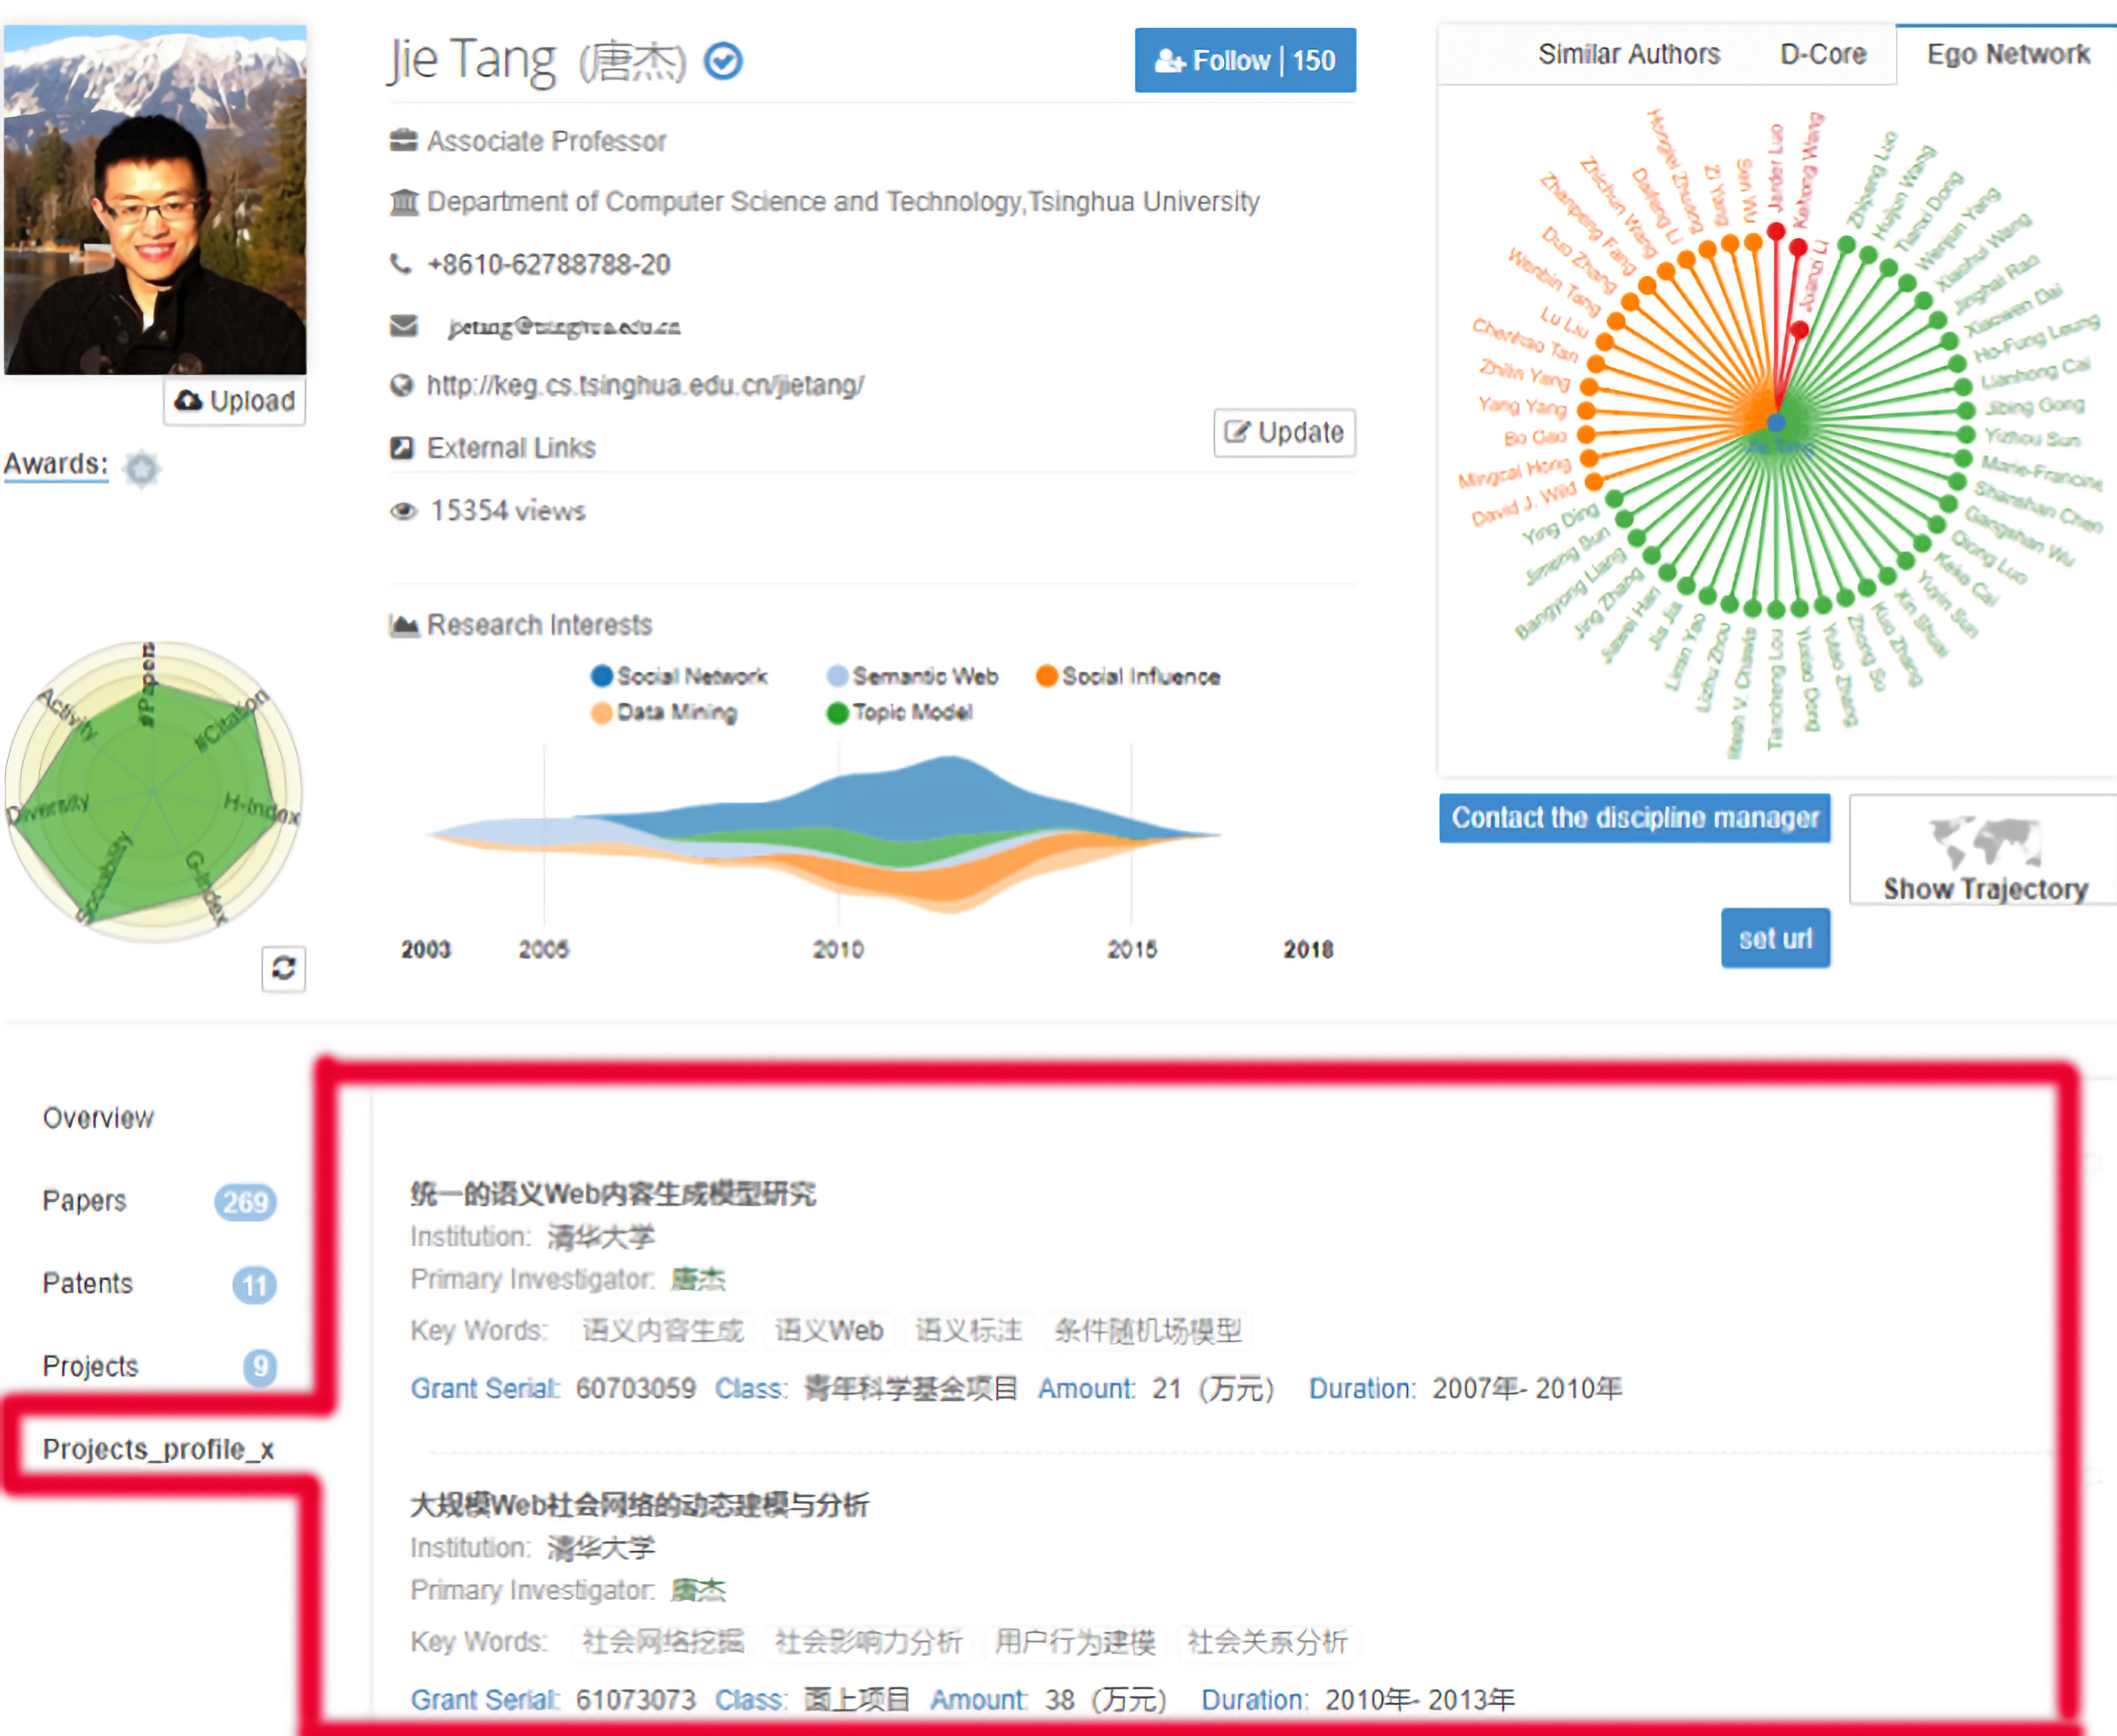 Jie Tang (唐杰)
Follow | 150
Associate Professor
Department of Computer Science and Technology,Tsinghua University
+8610-62788788-20
jietang@tsinghua.edu.cn
http://keg.cs.tsinghua.edu.cn/jietang/
External Links
Update
15354 views
Upload
Awards:
#Papers
#Citation
H-Index
G-Index
Sociability
Diversity
Activity
Research Interests
Social Network
Semantic Web
Social Influence
Data Mining
Topic Model
2003
2005
2010
2015
2018
Similar Authors
D-Core
Ego Network
Jarder Luo
Kehong Wang
Juanzi Li
Zhipeng Luo
Huijun Wang
Tianxi Dong
Wenjun Yang
Xiaohui Wang
Jinghai Rao
Xiaowen Dai
Ho-Fung Leung
Lianhong Cai
Jibing Gong
Yizhou Sun
Marie-Francine
Shanshan Chen
Gangshan Wu
Qiong Luo
Keke Cai
Yuyin Sun
Xin Shuai
Kuo Zhang
Zhong Su
Yutao Zhang
Yuxiao Dong
Tiancheng Lou
Nitesh V. Chawla
Lizhu Zhou
Limin Yao
Jia Jia
Jiawei Han
Jing Zhang
Bangyong Liang
Jimeng Sun
Ying Ding
David J. Wild
Mingcai Hong
Bo Gao
Yang Yang
Zhilin Yang
Chenhao Tan
Lu Liu
Wenbin Tang
Duo Zhang
Zhanpeng Fang
Zhichun Wang
Daifeng Li
Honglei Zhuang
Zi Yang
Sen Wu
Jie Tang
Contact the discipline manager
Show Trajectory
set url
Overview
Papers 269
Patents 11
Projects 9
Projects_profile_x
统一的语义Web内容生成模型研究
Institution: 清华大学
Primary Investigator: 唐杰
Key Words: 语义内容生成 语义Web 语义标注 条件随机场模型
Grant Serial: 60703059 Class: 青年科学基金项目 Amount: 21 (万元) Duration: 2007年- 2010年
大规模Web社会网络的动态建模与分析
Institution: 清华大学
Primary Investigator: 唐杰
Key Words: 社会网络挖掘 社会影响力分析 用户行为建模 社会关系分析
Grant Serial: 61073073 Class: 面上项目 Amount: 38 (万元) Duration: 2010年- 2013年